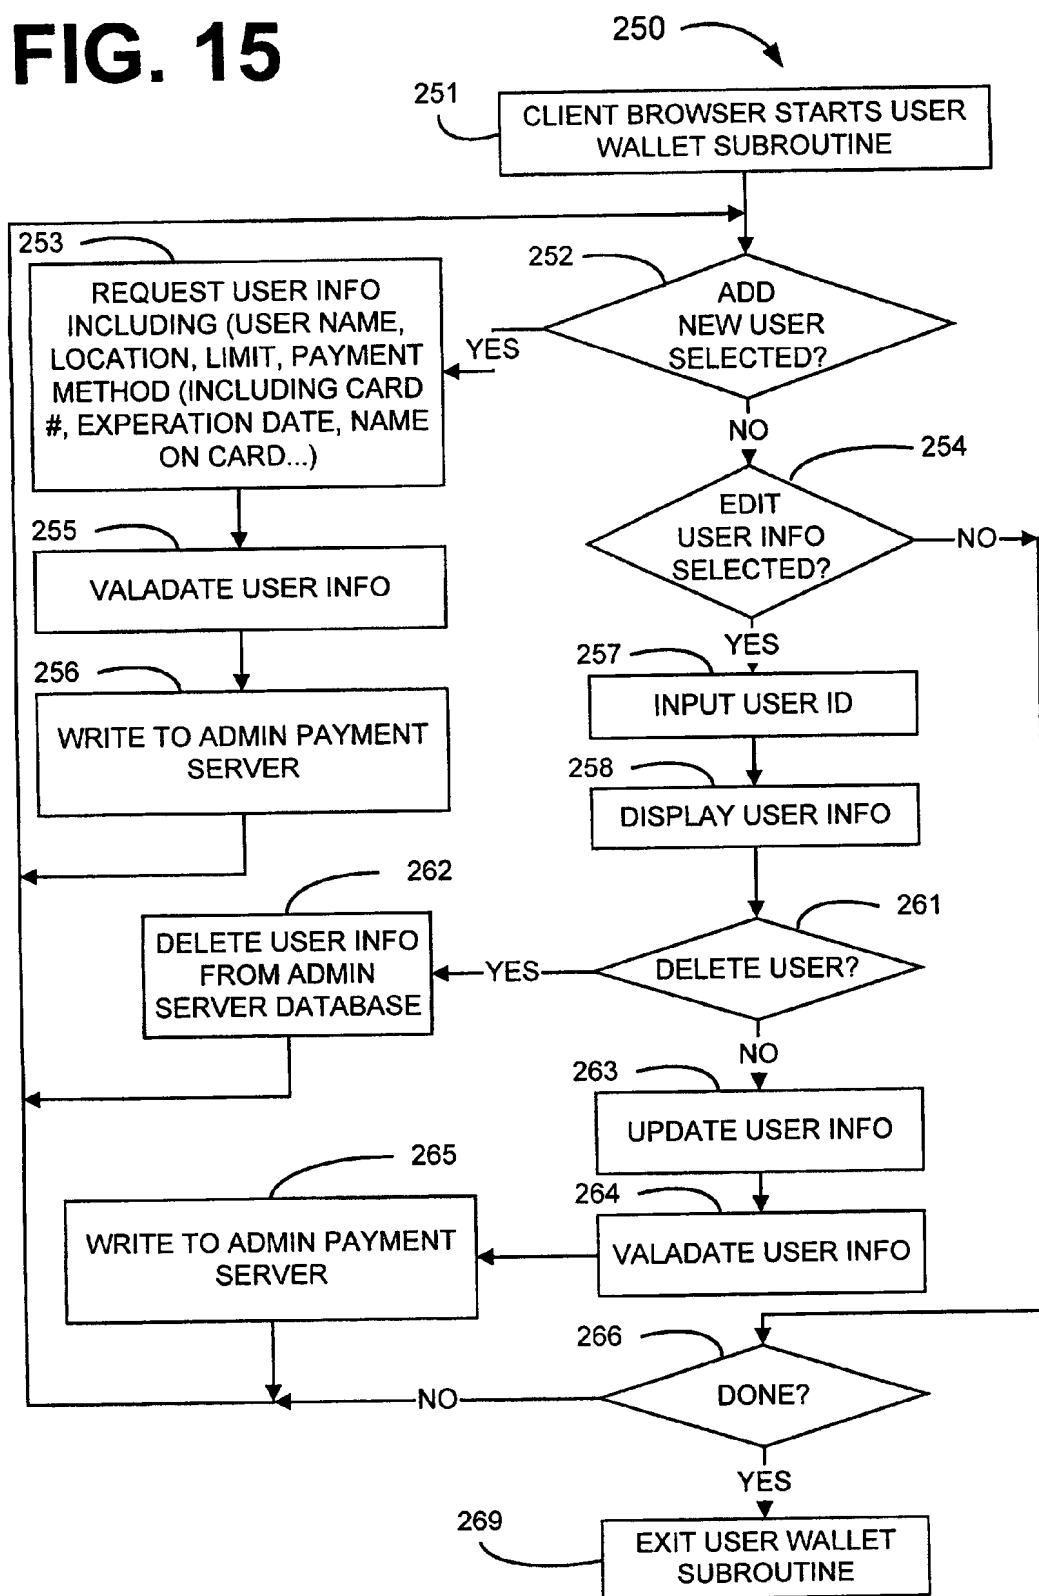 FIG. 15
250
251
CLIENT BROWSER STARTS USER
WALLET SUBROUTINE
253
REQUEST USER INFO
INCLUDING (USER NAME,
LOCATION, LIMIT, PAYMENT
METHOD (INCLUDING CARD
#, EXPERATION DATE, NAME
ON CARD...)
252
ADD
NEW USER
SELECTED?
YES
NO
254
EDIT
USER INFO
SELECTED?
NO
YES
255
VALADATE USER INFO
256
WRITE TO ADMIN PAYMENT
SERVER
257
INPUT USER ID
258
DISPLAY USER INFO
261
DELETE USER?
YES
262
DELETE USER INFO
FROM ADMIN
SERVER DATABASE
NO
263
UPDATE USER INFO
264
VALADATE USER INFO
265
WRITE TO ADMIN PAYMENT
SERVER
266
DONE?
NO
YES
269
EXIT USER WALLET
SUBROUTINE